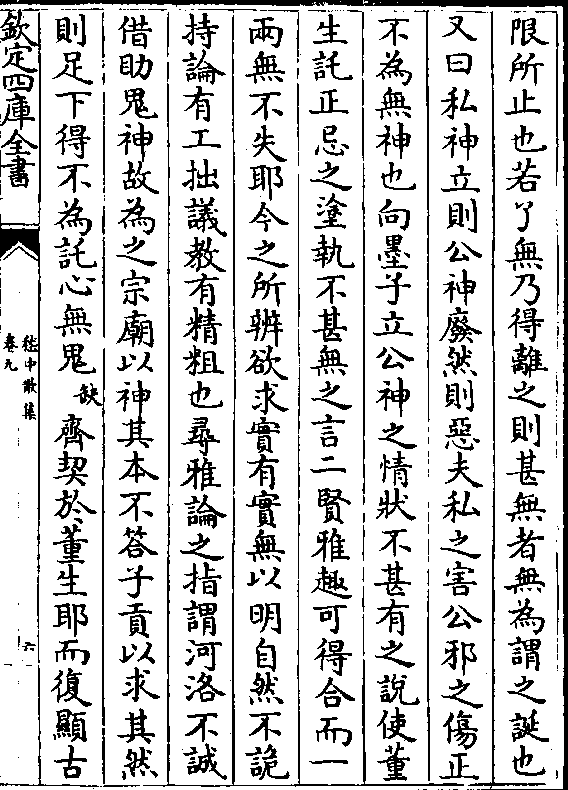 限所止也若了無乃得離之則甚無者無為謂之誕也
又曰私神立則公神廢然則惡夫私之害公邪之傷正
不為無神也向墨子立公神之情狀不甚有之說使董
生託正忌之塗執不甚無之言二賢雅趣可得合而一
兩無不失耶今之所辨欲求實有實無以明自然不詭
持論有工拙議教有精粗也尋雅論之指謂河洛不誠
借助鬼神故為之宗廟以神其本不答子貢以求其然
則足下得不為託心無鬼缺齊契於董生耶而復顯古
欽定四庫全書
嵇中散集
卷九
六